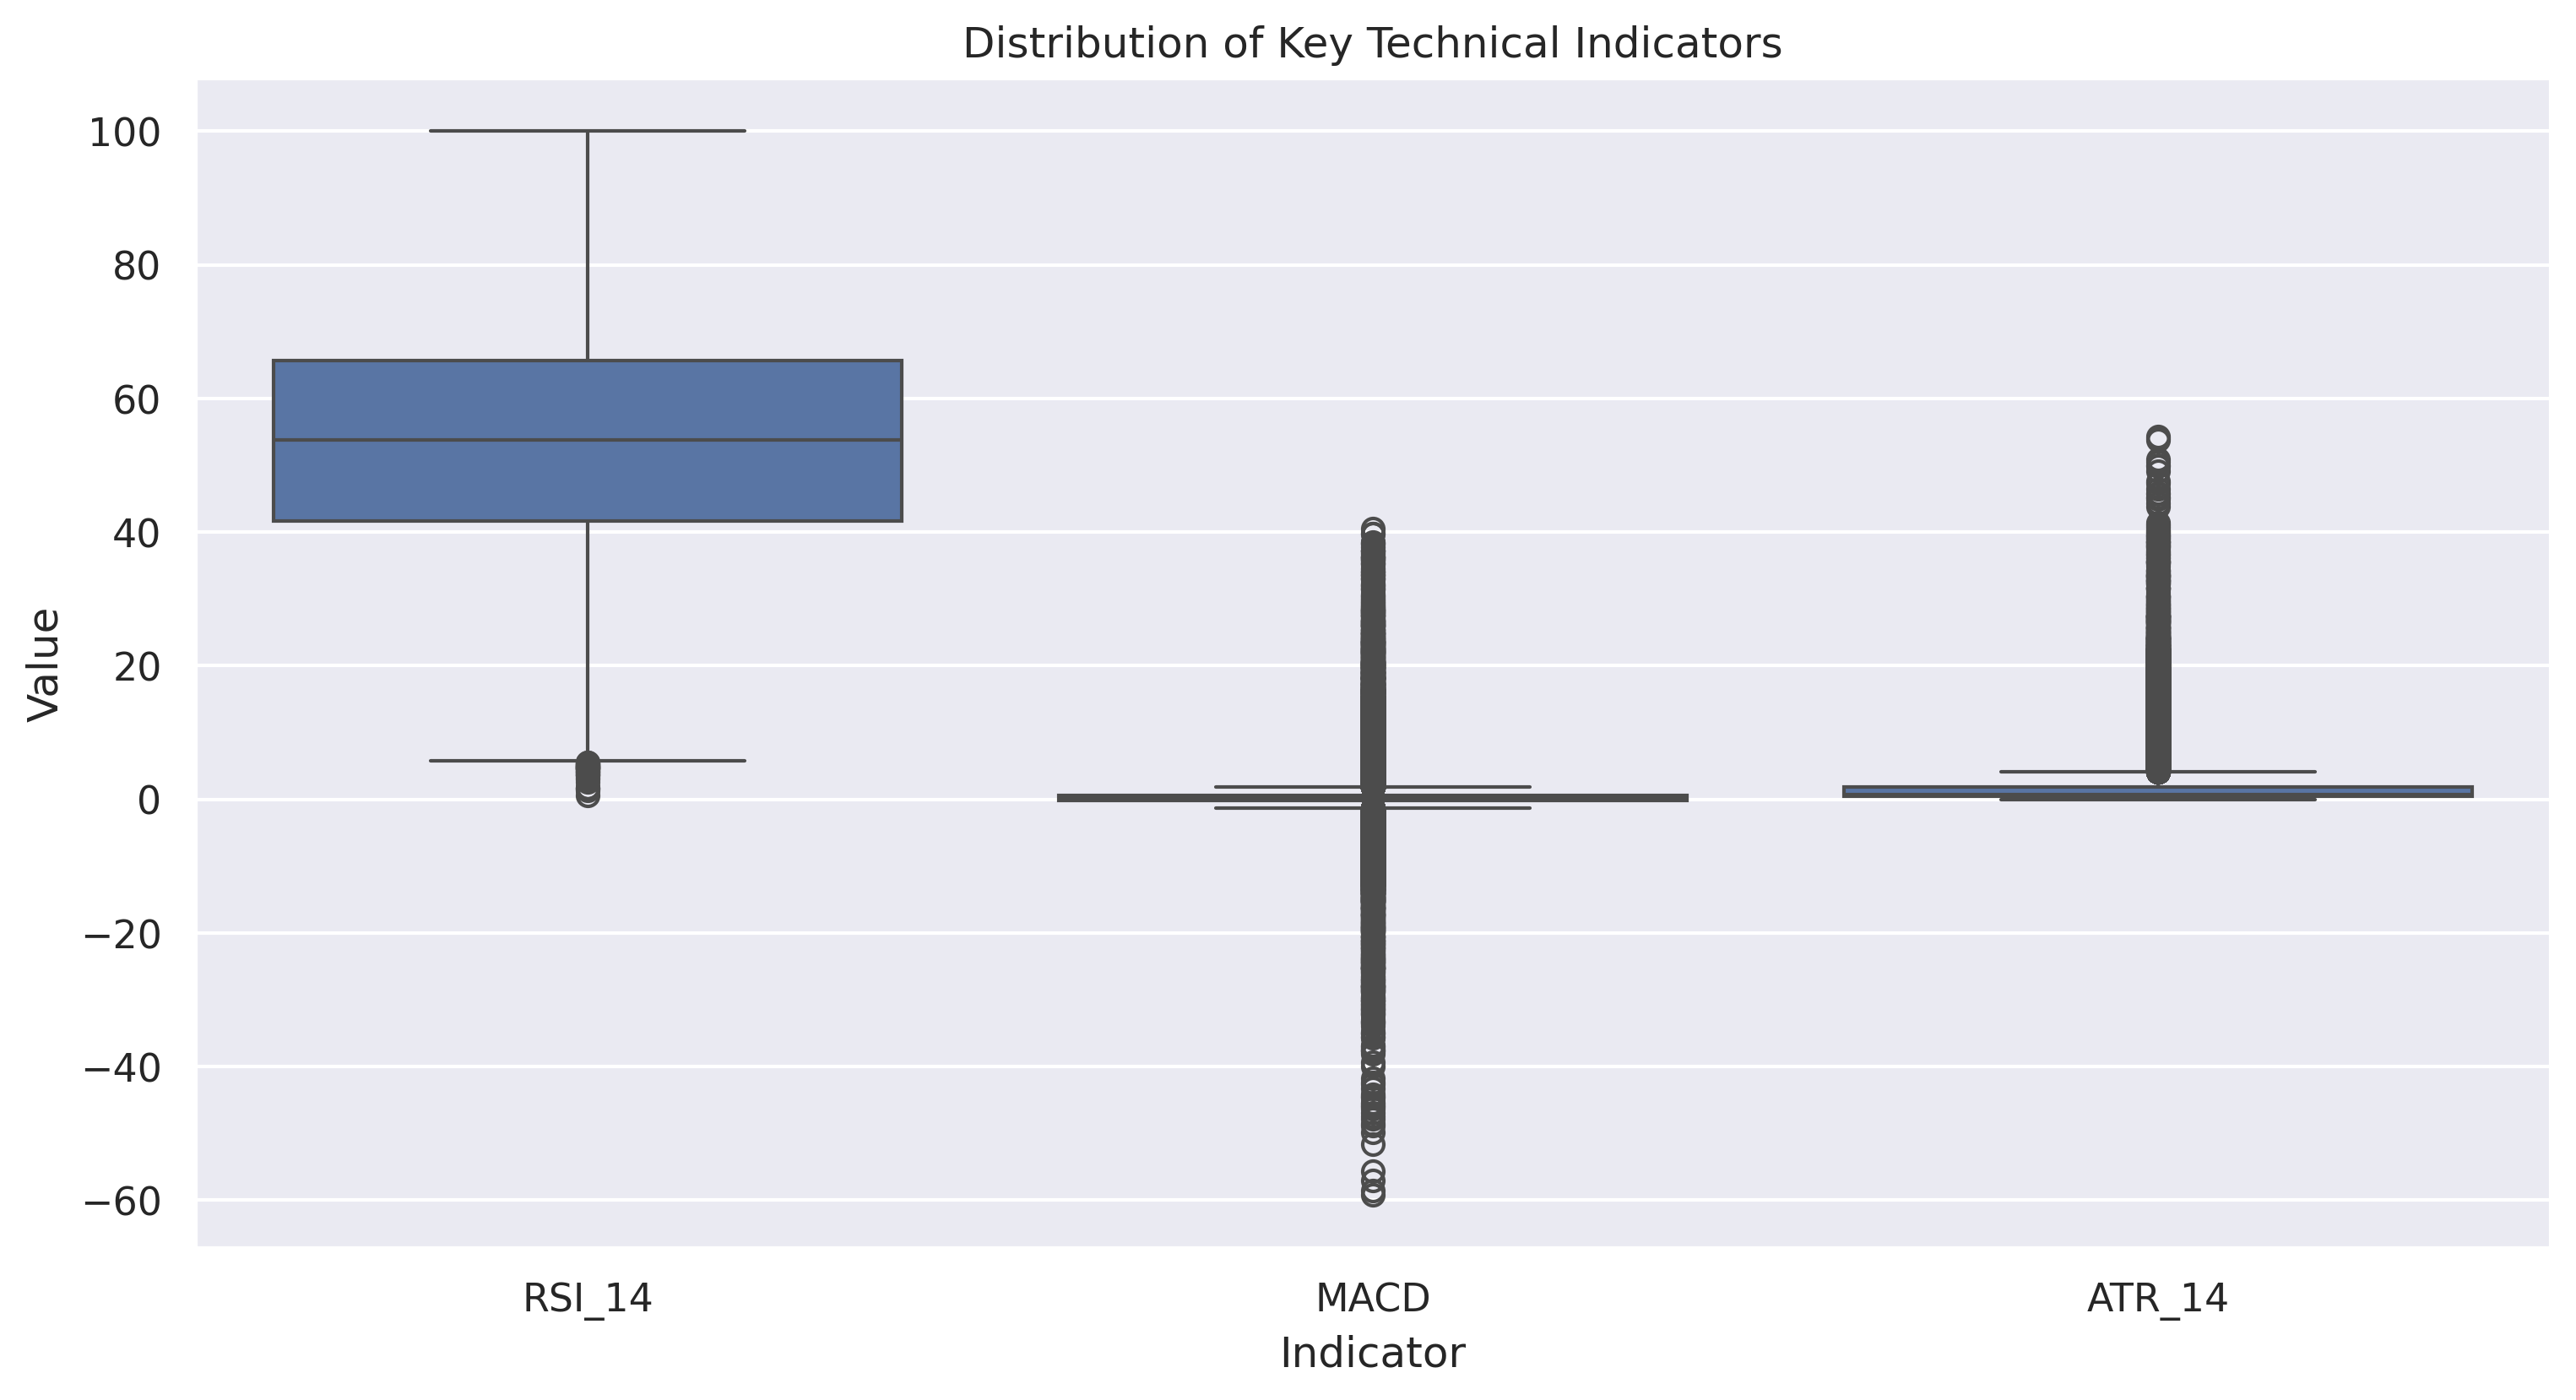 Distribution of Key Technical Indicators
100
80
60
40
20
0
−20
−40
−60
Value
RSI_14
MACD
ATR_14
Indicator